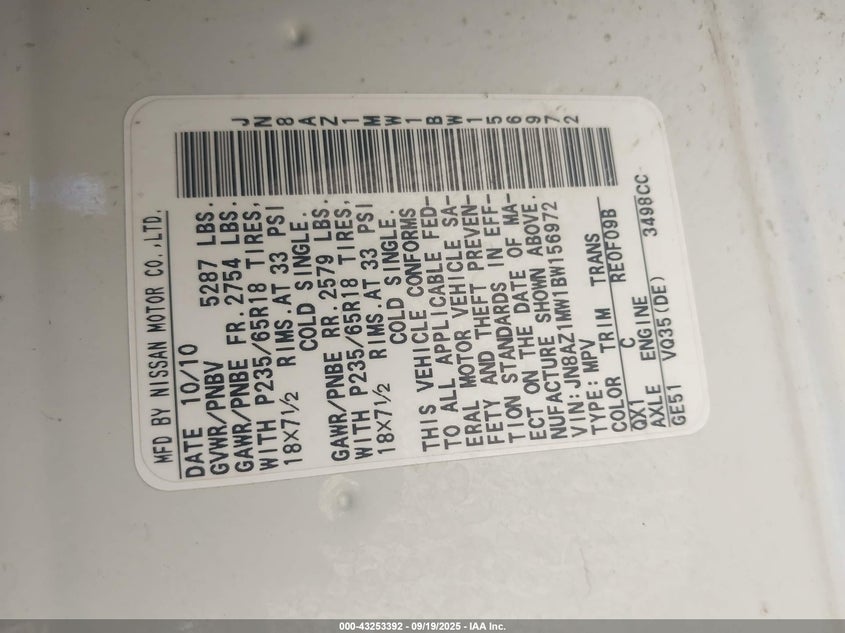 MFD BY NISSAN MOTOR CO.,LTD.
JN8AZ1MW1BW156972
DATE 10/10
GVWR/PNBV 5287 LBS.
GAWR/PNBE FR.2754 LBS.
WITH P235/65R18 TIRES,
18X7½ RIMS.AT 33 PSI
COLD SINGLE.
GAWR/PNBE RR.2579 LBS.
WITH P235/65R18 TIRES,
18X7½ RIMS.AT 33 PSI
COLD SINGLE.
THIS VEHICLE CONFORMS
TO ALL APPLICABLE FED-
ERAL MOTOR VEHICLE SA-
FETY AND THEFT PREVEN-
TION STANDARDS IN EFF-
ECT ON THE DATE OF MA-
NUFACTURE SHOWN ABOVE.
VIN:JN8AZ1MW1BW156972
TYPE:MPV
COLOR TRIM TRANS
QX1 C RE0F09B
AXLE ENGINE 3498CC
GE51 VQ35(DE)
000-43253392 - 09/19/2025 - IAA Inc.